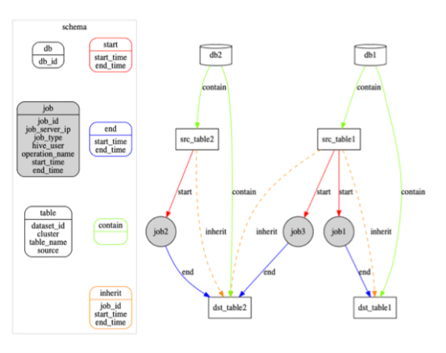 schema
db
db_id
start
start_time
end_time
job
job_id
job_server_ip
job_type
hive_user
operation_name
start_time
end_time
end
start_time
end_time
table
dataset_id
cluster
table_name
source
contain
inherit
job_id
start_time
end_time
db2
db1
contain
contain
src_table2
src_table1
start
contain
start
start
contain
job2
inherit
inherit
job3
job1
inherit
end
end
end
dst_table2
dst_table1